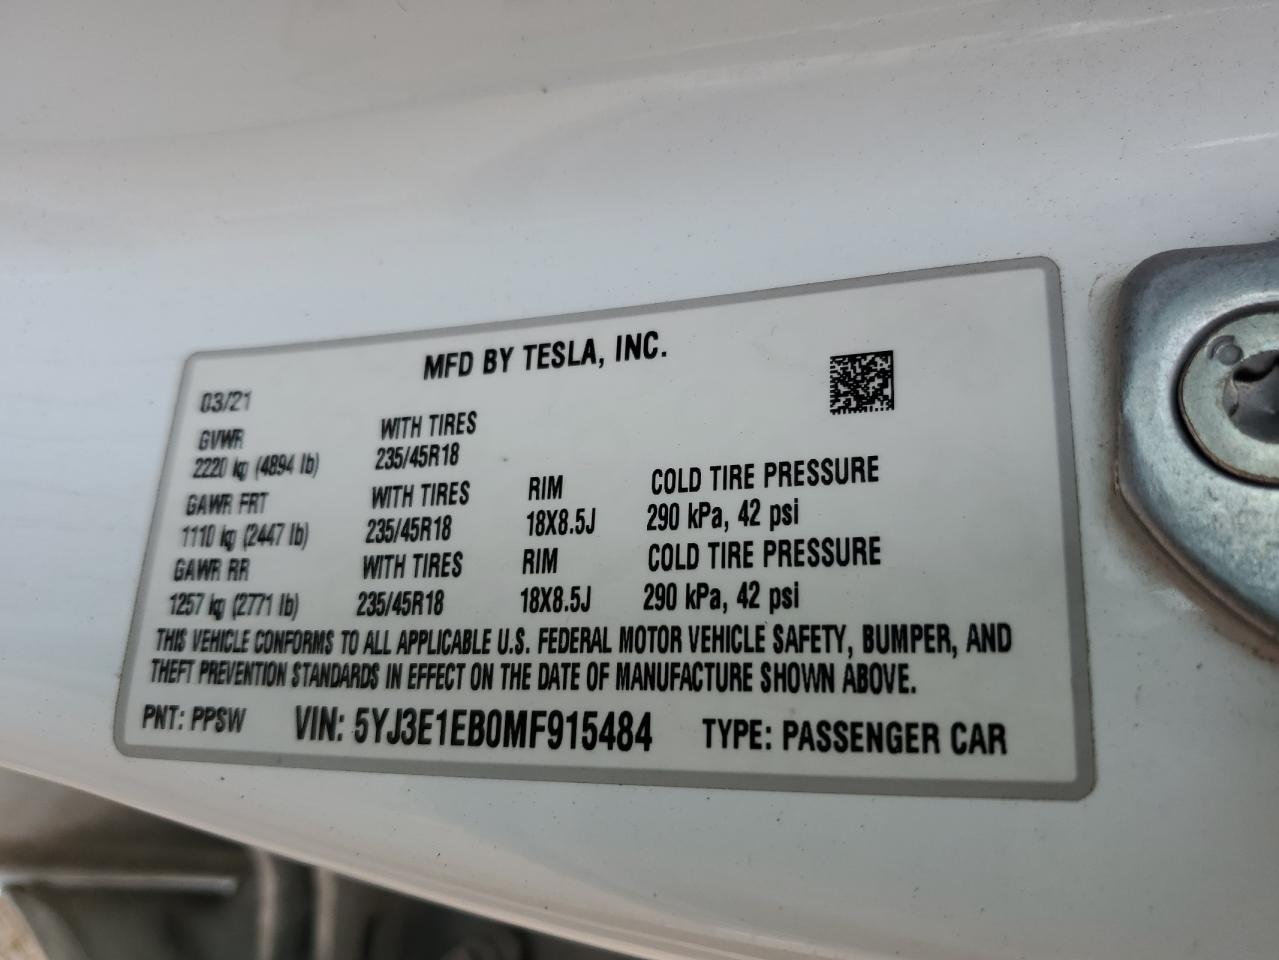 MFD BY TESLA, INC.
03/21
GVWR WITH TIRES
2220 kg (4894 lb) 235/45R18
GAWR FRT WITH TIRES RIM COLD TIRE PRESSURE
1110 kg (2447 lb) 235/45R18 18X8.5J 290 kPa, 42 psi
GAWR RR WITH TIRES RIM COLD TIRE PRESSURE
1257 kg (2771 lb) 235/45R18 18X8.5J 290 kPa, 42 psi
THIS VEHICLE CONFORMS TO ALL APPLICABLE U.S. FEDERAL MOTOR VEHICLE SAFETY, BUMPER, AND
THEFT PREVENTION STANDARDS IN EFFECT ON THE DATE OF MANUFACTURE SHOWN ABOVE.
PNT: PPSW VIN: 5YJ3E1EB0MF915484 TYPE: PASSENGER CAR